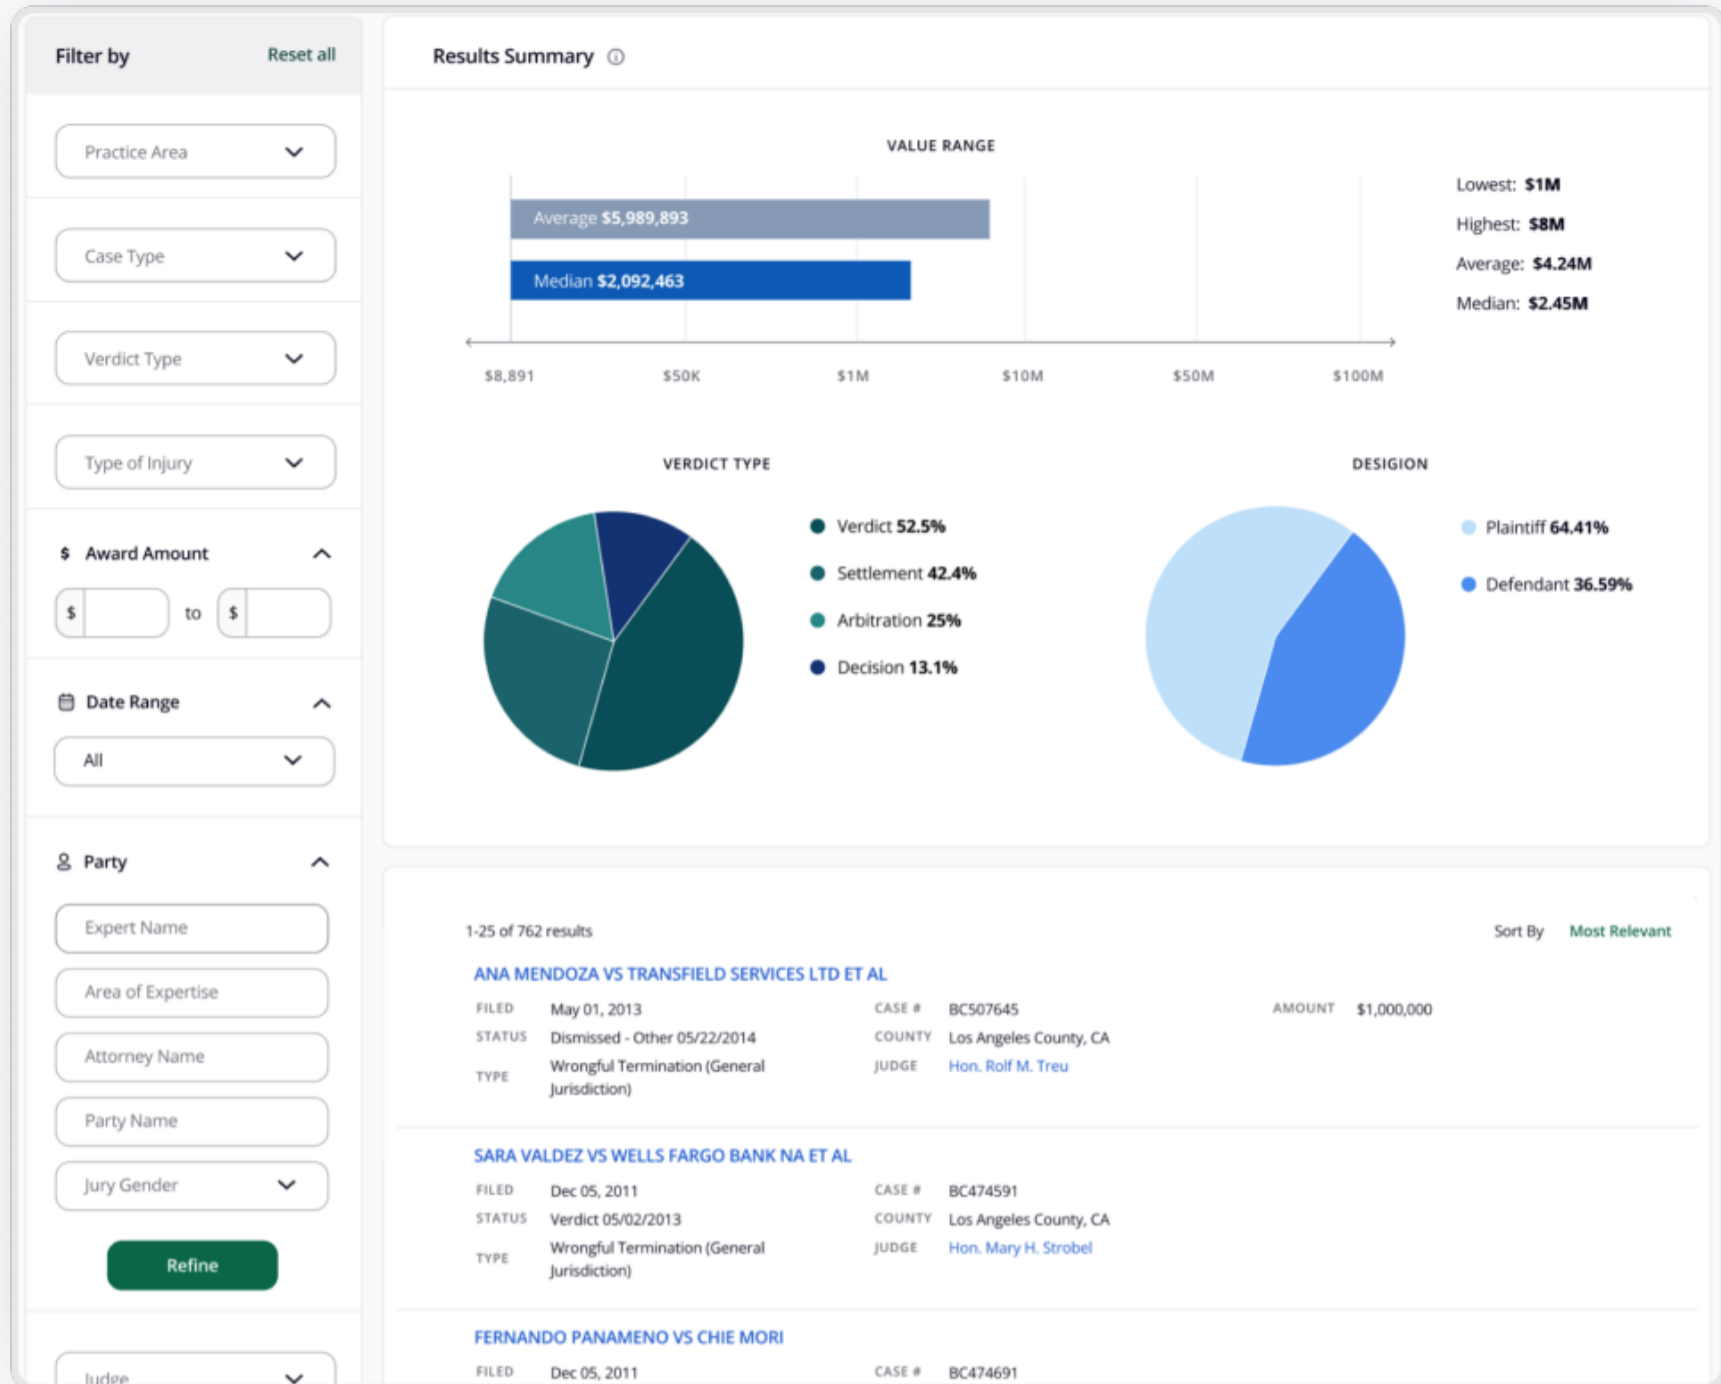 Filter by Reset all
Practice Area
Case Type
Verdict Type
Type of Injury
$ Award Amount
$ to $
Date Range
All
Party
Expert Name
Area of Expertise
Attorney Name
Party Name
Jury Gender
Refine
Judge
Results Summary
VALUE RANGE
Average $5,989,893
Median $2,092,463
$8,891 $50K $1M $10M $50M $100M
Lowest: $1M
Highest: $8M
Average: $4.24M
Median: $2.45M
VERDICT TYPE
Verdict 52.5%
Settlement 42.4%
Arbitration 25%
Decision 13.1%
DESIGION
Plaintiff 64.41%
Defendant 36.59%
1-25 of 762 results Sort By Most Relevant
ANA MENDOZA VS TRANSFIELD SERVICES LTD ET AL
FILED May 01, 2013 CASE # BC507645 AMOUNT $1,000,000
STATUS Dismissed - Other 05/22/2014 COUNTY Los Angeles County, CA
TYPE Wrongful Termination (General JUDGE Hon. Rolf M. Treu
Jurisdiction)
SARA VALDEZ VS WELLS FARGO BANK NA ET AL
FILED Dec 05, 2011 CASE # BC474591
STATUS Verdict 05/02/2013 COUNTY Los Angeles County, CA
TYPE Wrongful Termination (General JUDGE Hon. Mary H. Strobel
Jurisdiction)
FERNANDO PANAMENO VS CHIE MORI
FILED Dec 05, 2011 CASE # BC474691